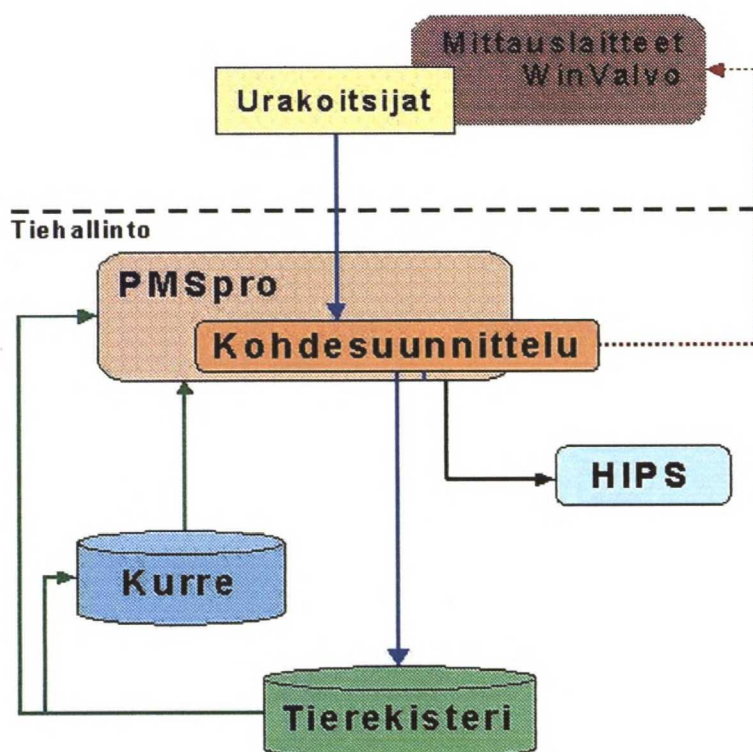 Mittauslaitteet
WinValvo
Urakoitsijat
Tiehallinto
PMSpro
Kohdesuunnittelu
HIPS
Kurre
Tierekisteri